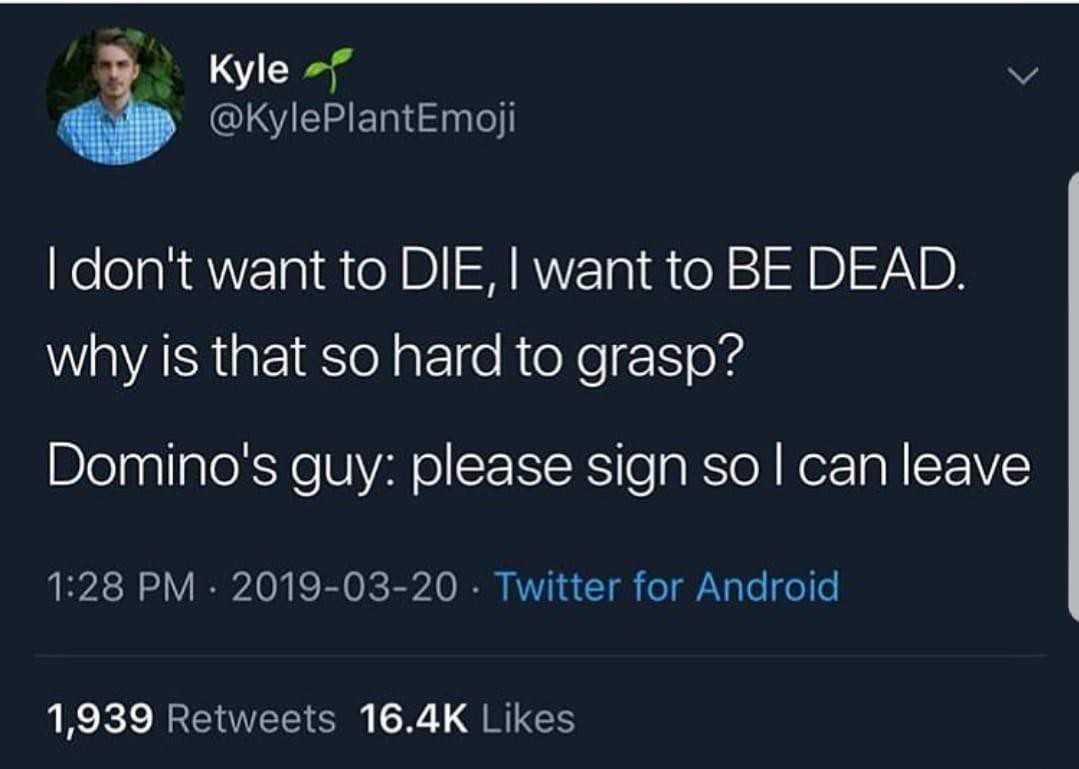 Kyle 🌱
@KylePlantEmoji
I don't want to DIE, I want to BE DEAD.
why is that so hard to grasp?
Domino's guy: please sign so I can leave
1:28 PM · 2019-03-20 · Twitter for Android
1,939 Retweets 16.4K Likes